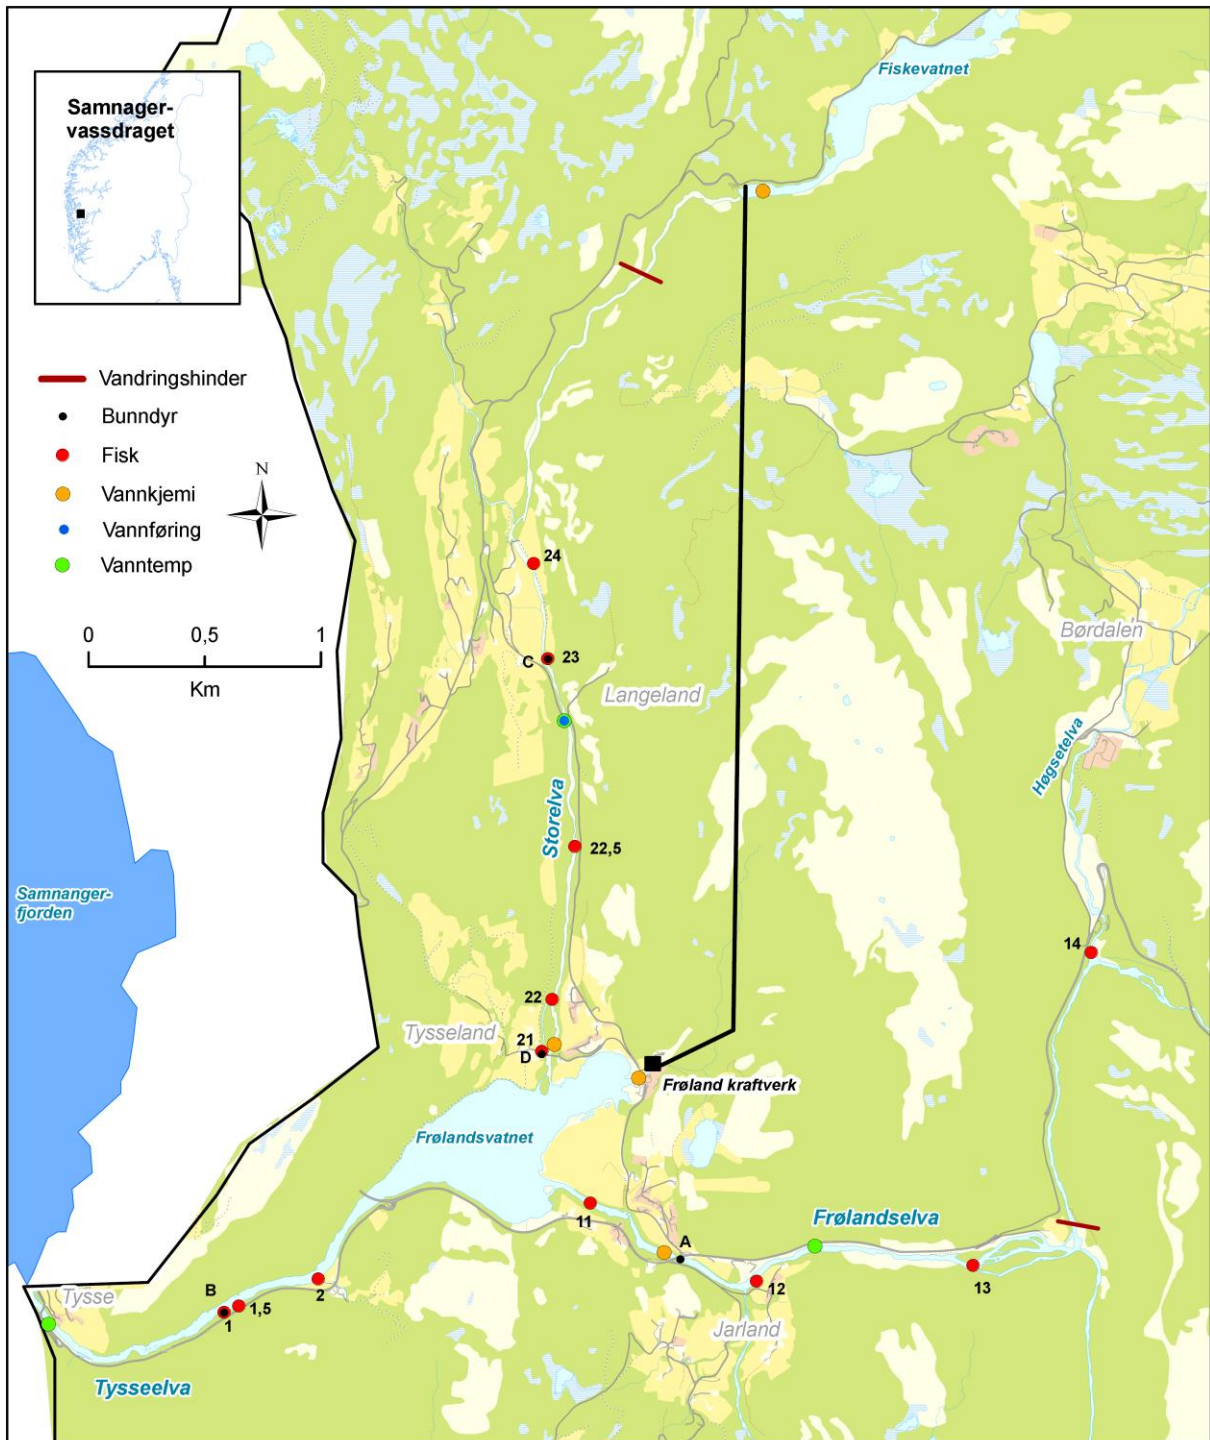 Fiskevatnet
Samnager-
vassdraget
Vandringshinder
Bunndyr
Fisk
Vannkjemi
N
Vannføring
Vanntemp
0 0,5 1
Km
24
C 23
Langeland
Børdalen
Høgsetelva
Storelva
22,5
Samnanger-
fjorden
14
22
Tysseland
21
D
Frøland kraftverk
Frølandsvatnet
11
Frølandselva
A
12
13
Jarland
2
B
1,5
1
Tysse
Tysseelva